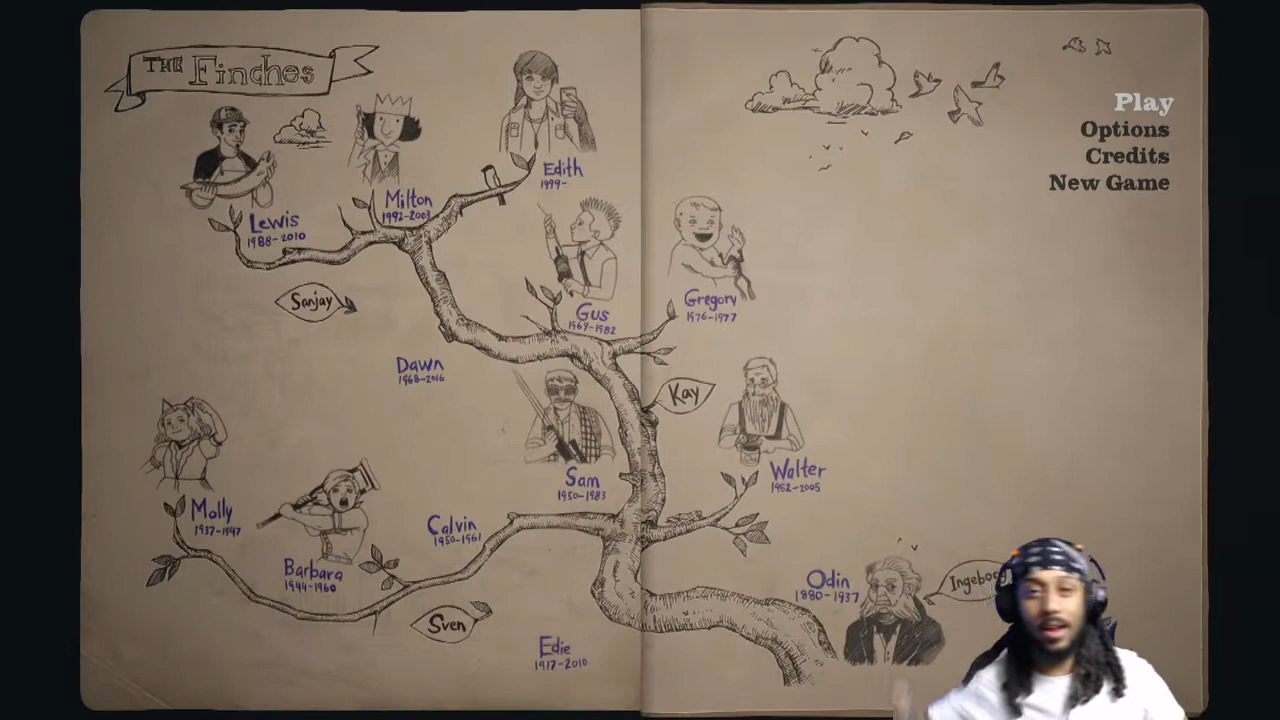 THE Finches
Play
Options
Credits
New Game
Edith
1999-
Milton
1992-2003
Lewis
1988-2010
Sanjay
Gus
1969-1982
Gregory
1976-1977
Dawn
1968-2016
Kay
Sam
1950-1983
Walter
1952-2005
Molly
1937-1947
Barbara
1944-1960
Calvin
1950-1961
Sven
Edie
1917-2010
Odin
1880-1937